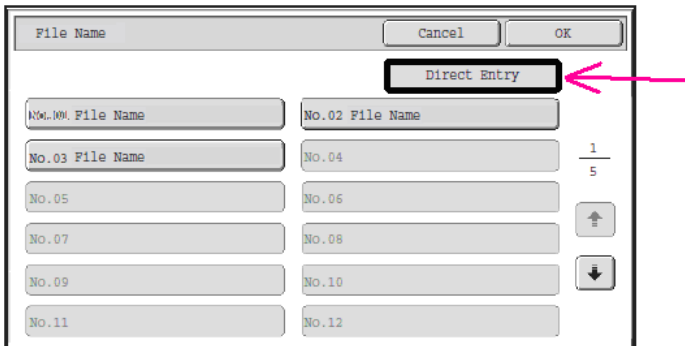 File Name Cancel OK
Direct Entry
File Name No.02 File Name
No.03 File Name No.04
1
5
No.05 No.06
No.07 No.08
No.09 No.10
No.11 No.12